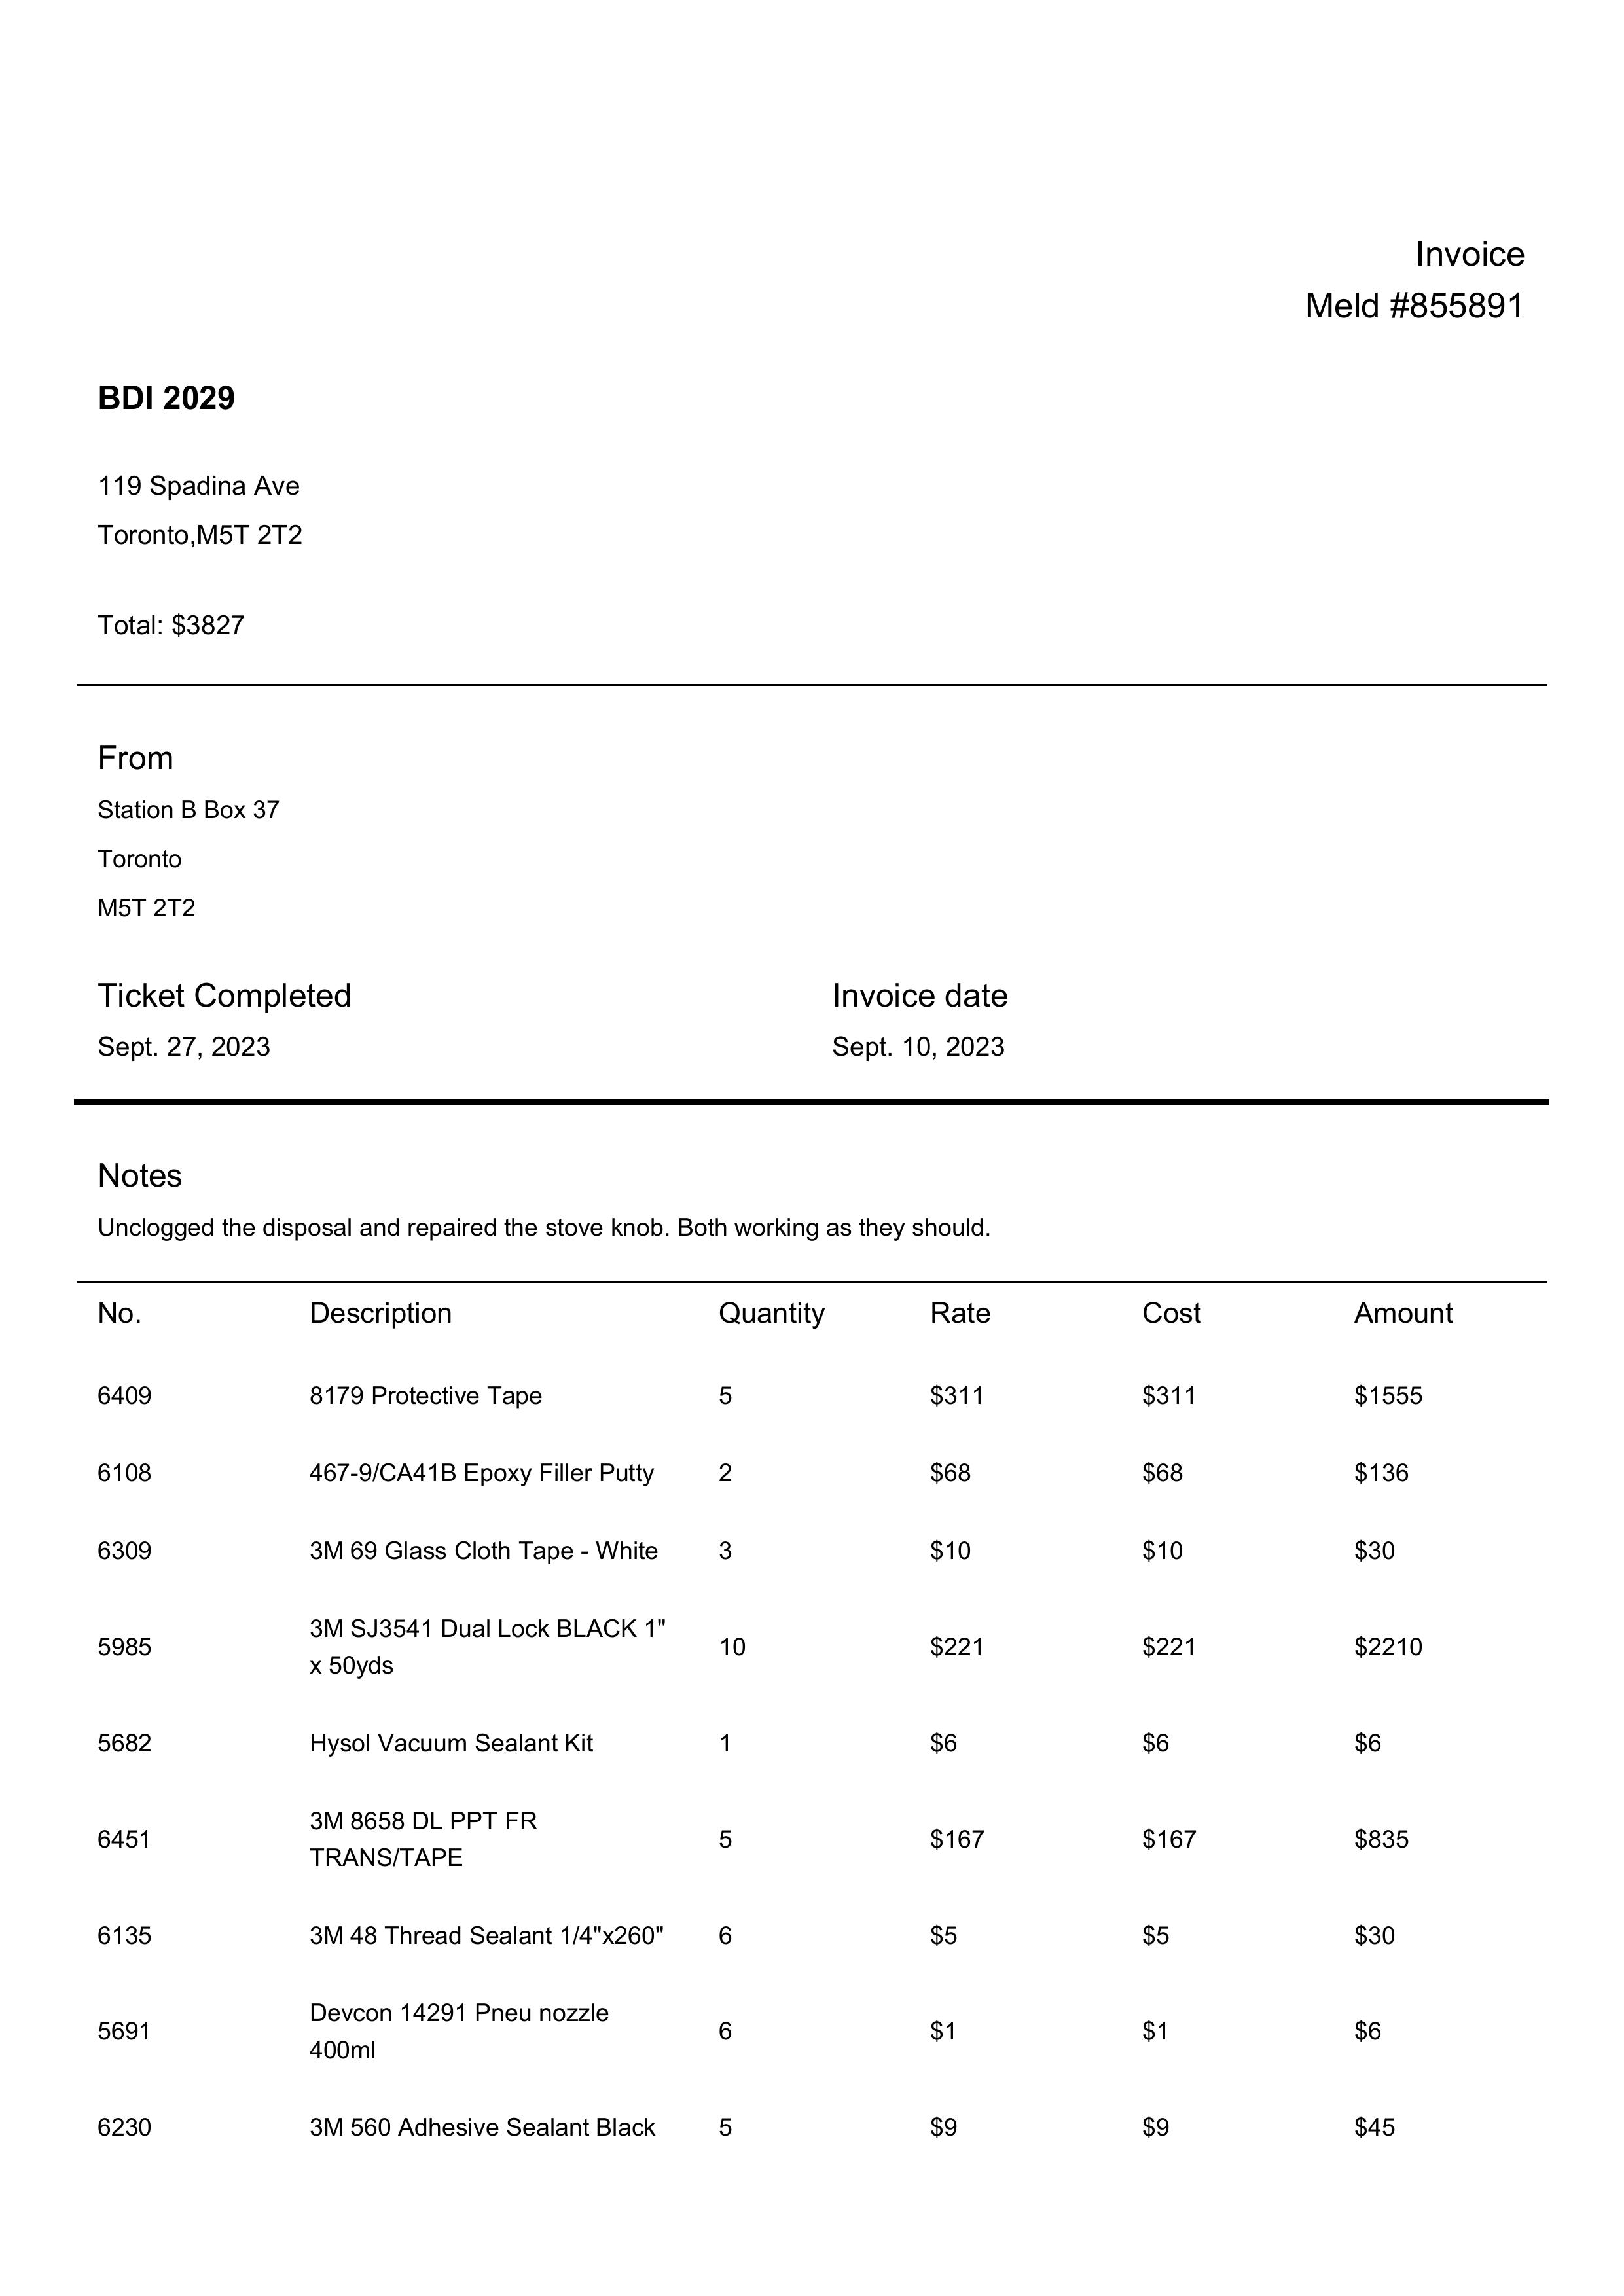 Invoice
Meld #855891
BDI 2029
119 Spadina Ave
Toronto,M5T 2T2
Total: $3827
From
Station B Box 37
Toronto
M5T 2T2
Ticket Completed Invoice date
Sept. 27, 2023 Sept. 10, 2023
Notes
Unclogged the disposal and repaired the stove knob. Both working as they should.
No. Description Quantity Rate Cost Amount
6409 8179 Protective Tape 5 $311 $311 $1555
6108 467-9/CA41B Epoxy Filler Putty 2 $68 $68 $136
6309 3M 69 Glass Cloth Tape - White 3 $10 $10 $30
5985 3M SJ3541 Dual Lock BLACK 1" 10 $221 $221 $2210
x 50yds
5682 Hysol Vacuum Sealant Kit 1 $6 $6 $6
6451 3M 8658 DL PPT FR 5 $167 $167 $835
TRANS/TAPE
6135 3M 48 Thread Sealant 1/4"x260" 6 $5 $5 $30
5691 Devcon 14291 Pneu nozzle 6 $1 $1 $6
400ml
6230 3M 560 Adhesive Sealant Black 5 $9 $9 $45